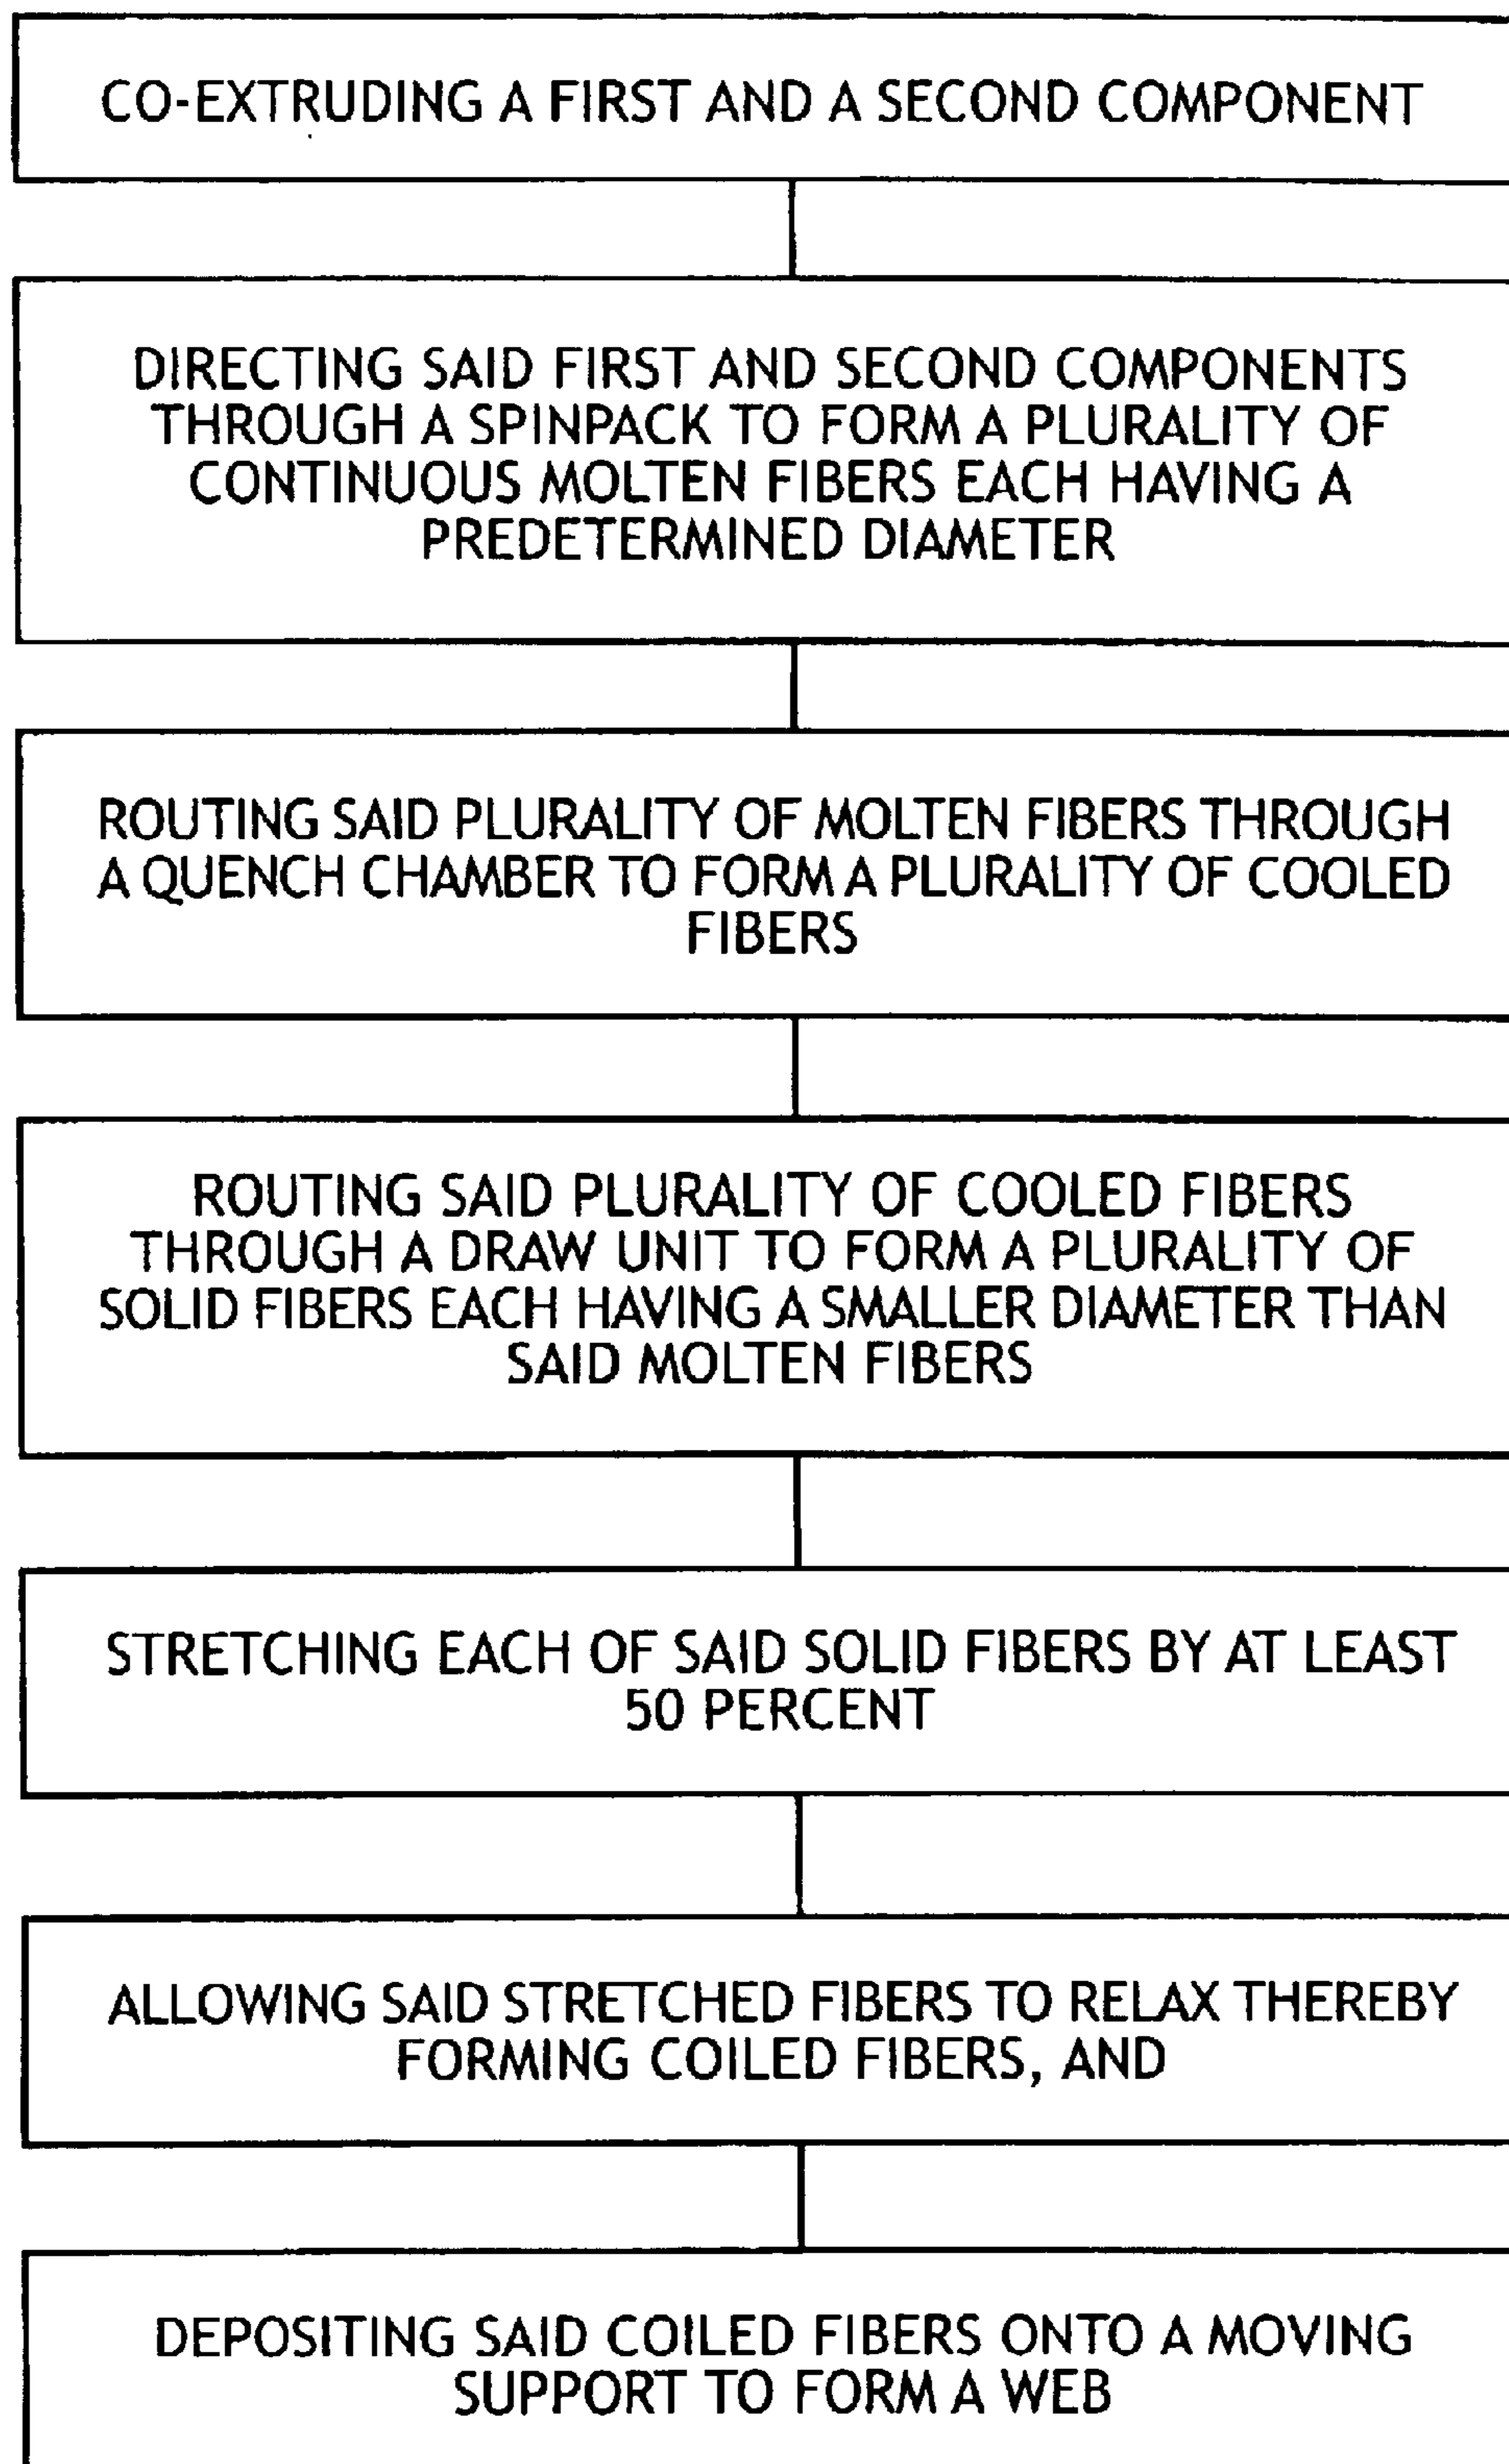 CO-EXTRUDING A FIRST AND A SECOND COMPONENT
DIRECTING SAID FIRST AND SECOND COMPONENTS
THROUGH A SPINPACK TO FORM A PLURALITY OF
CONTINUOUS MOLTEN FIBERS EACH HAVING A
PREDETERMINED DIAMETER
ROUTING SAID PLURALITY OF MOLTEN FIBERS THROUGH
A QUENCH CHAMBER TO FORM A PLURALITY OF COOLED
FIBERS
ROUTING SAID PLURALITY OF COOLED FIBERS
THROUGH A DRAW UNIT TO FORM A PLURALITY OF
SOLID FIBERS EACH HAVING A SMALLER DIAMETER THAN
SAID MOLTEN FIBERS
STRETCHING EACH OF SAID SOLID FIBERS BY AT LEAST
50 PERCENT
ALLOWING SAID STRETCHED FIBERS TO RELAX THEREBY
FORMING COILED FIBERS, AND
DEPOSITING SAID COILED FIBERS ONTO A MOVING
SUPPORT TO FORM A WEB